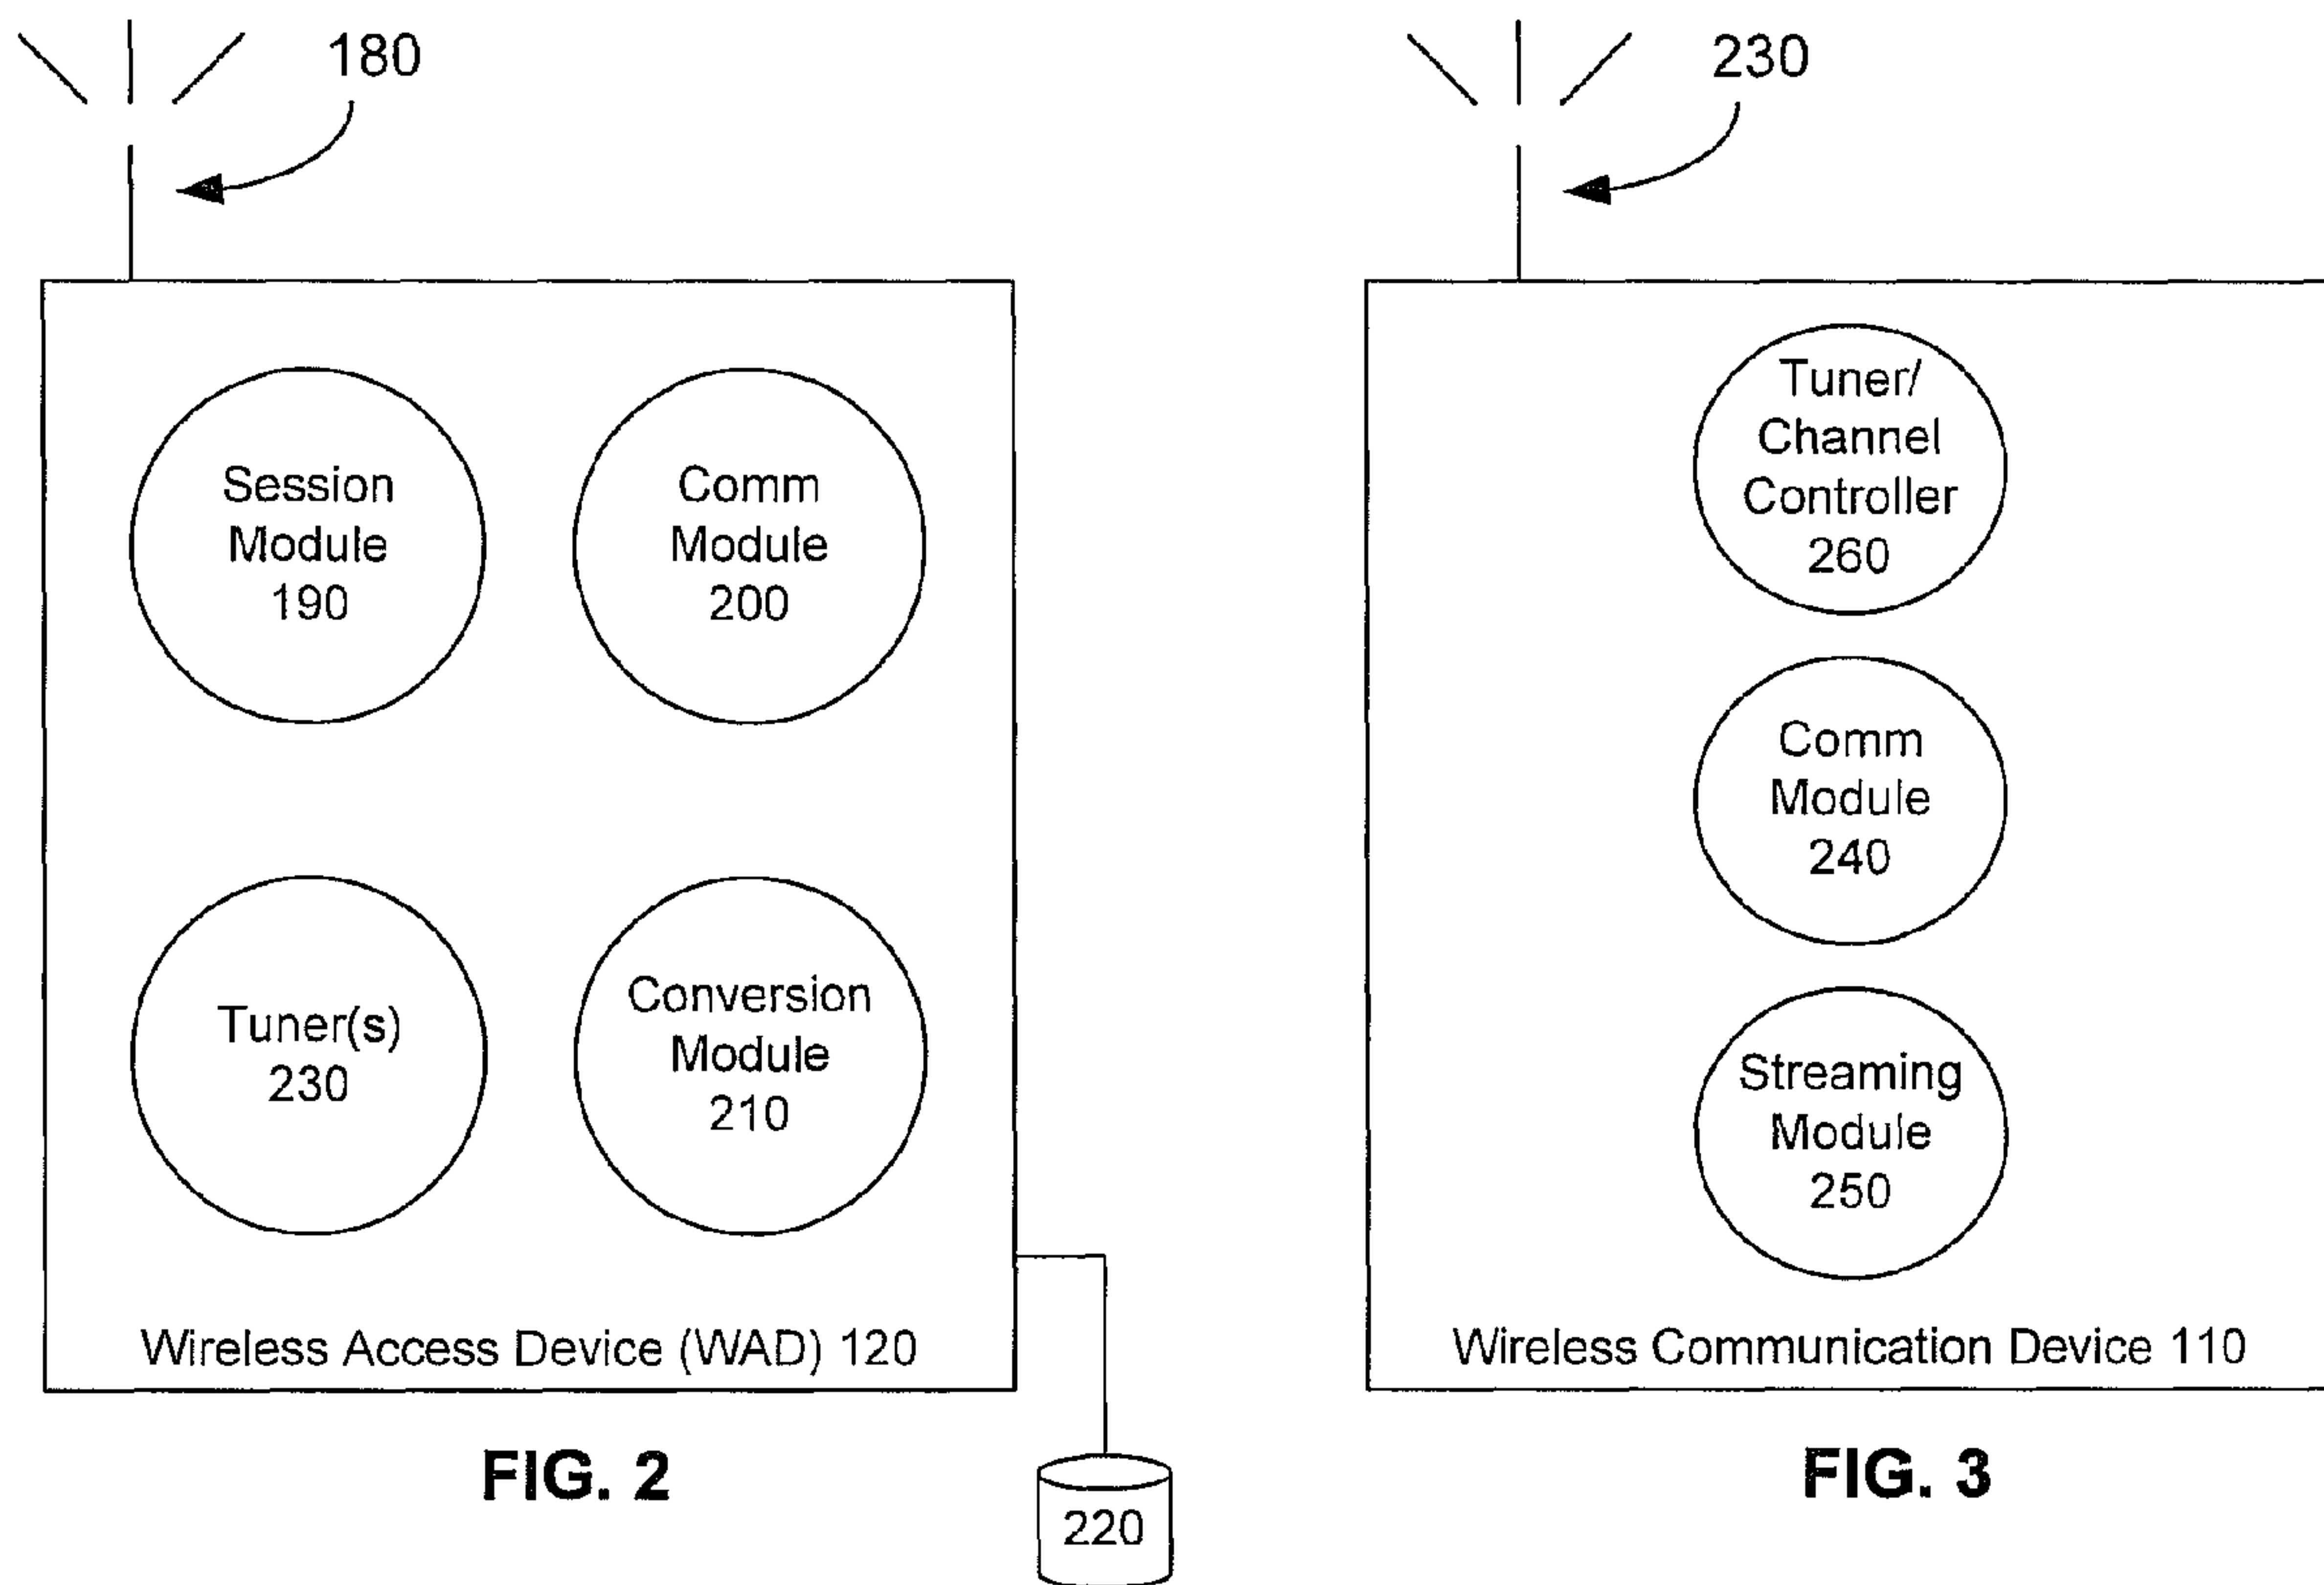 180
Session
Module
190
Comm
Module
200
Tuner(s)
230
Conversion
Module
210
Wireless Access Device (WAD) 120
220
FIG. 2
230
Tuner/
Channel
Controller
260
Comm
Module
240
Streaming
Module
250
Wireless Communication Device 110
FIG. 3